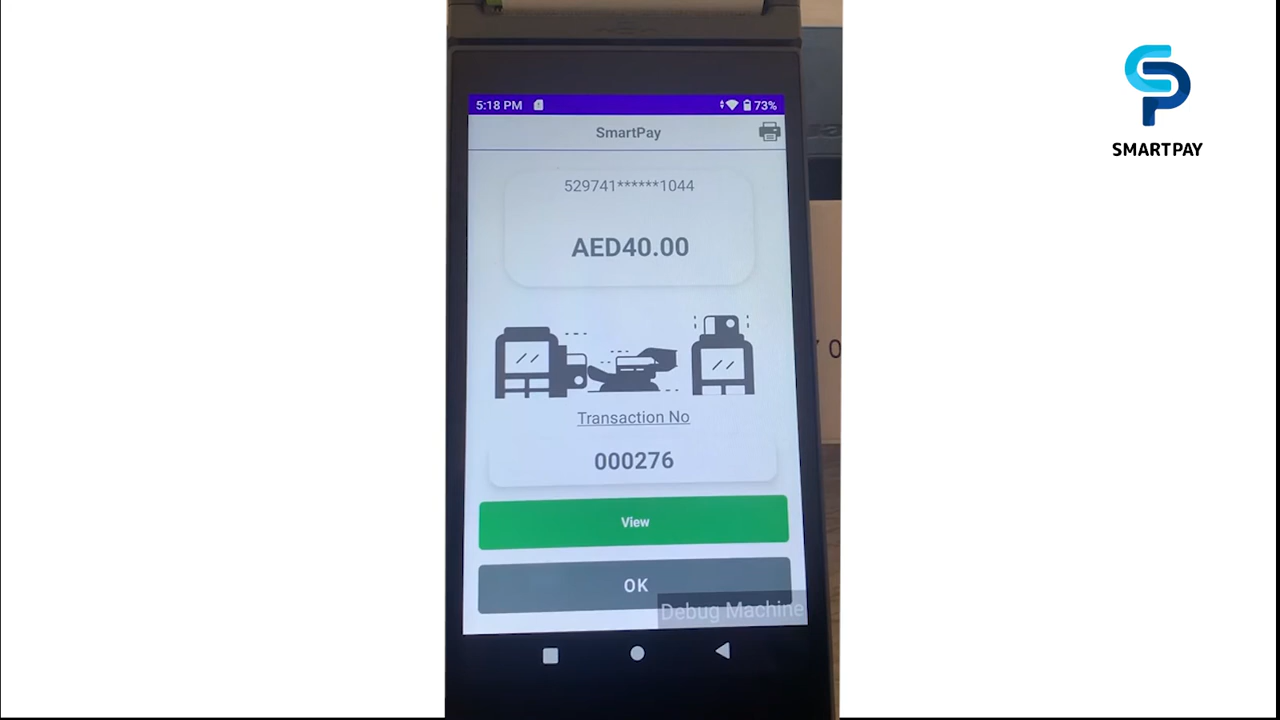 5:18 PM
73%
SmartPay
529741******1044
AED40.00
Transaction No
000276
View
OK
Debug Machine
SMARTPAY